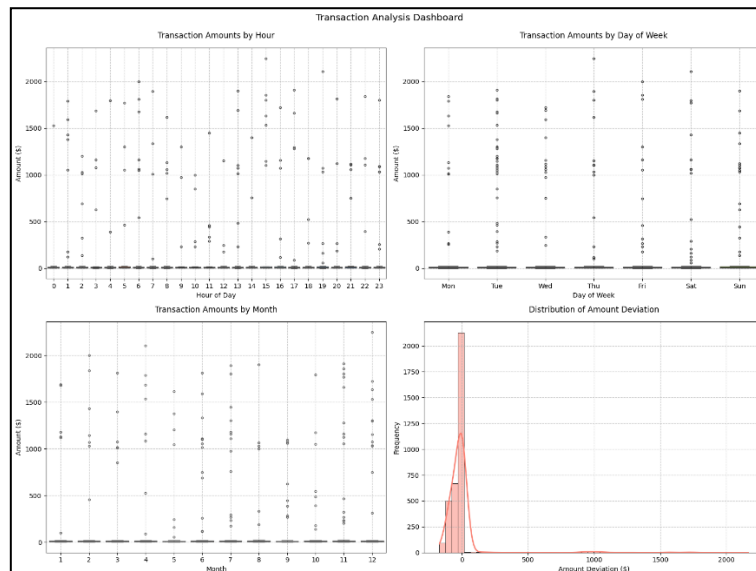 Transaction Analysis Dashboard
Transaction Amounts by Hour
Amount ($)
2000
1500
1000
500
0
0 1 2 3 4 5 6 7 8 9 10 11 12 13 14 15 16 17 18 19 20 21 22 23
Hour of Day
Transaction Amounts by Day of Week
Amount ($)
2000
1500
1000
500
0
Mon Tue Wed Thu Fri Sat Sun
Day of Week
Transaction Amounts by Month
Amount ($)
2000
1500
1000
500
0
1 2 3 4 5 6 7 8 9 10 11 12
Month
Distribution of Amount Deviation
Frequency
2000
1750
1500
1250
1000
750
500
250
0
0 500 1000 1500 2000
Amount Deviation ($)